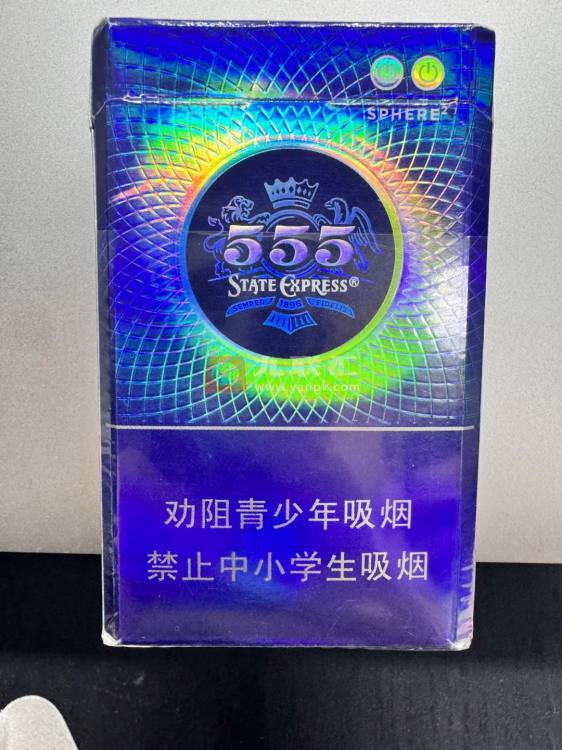 SPHERE²
555
STATE EXPRESS®
SEMPER 1896 FIDELIS
www.yanpk.com
劝阻青少年吸烟
禁止中小学生吸烟